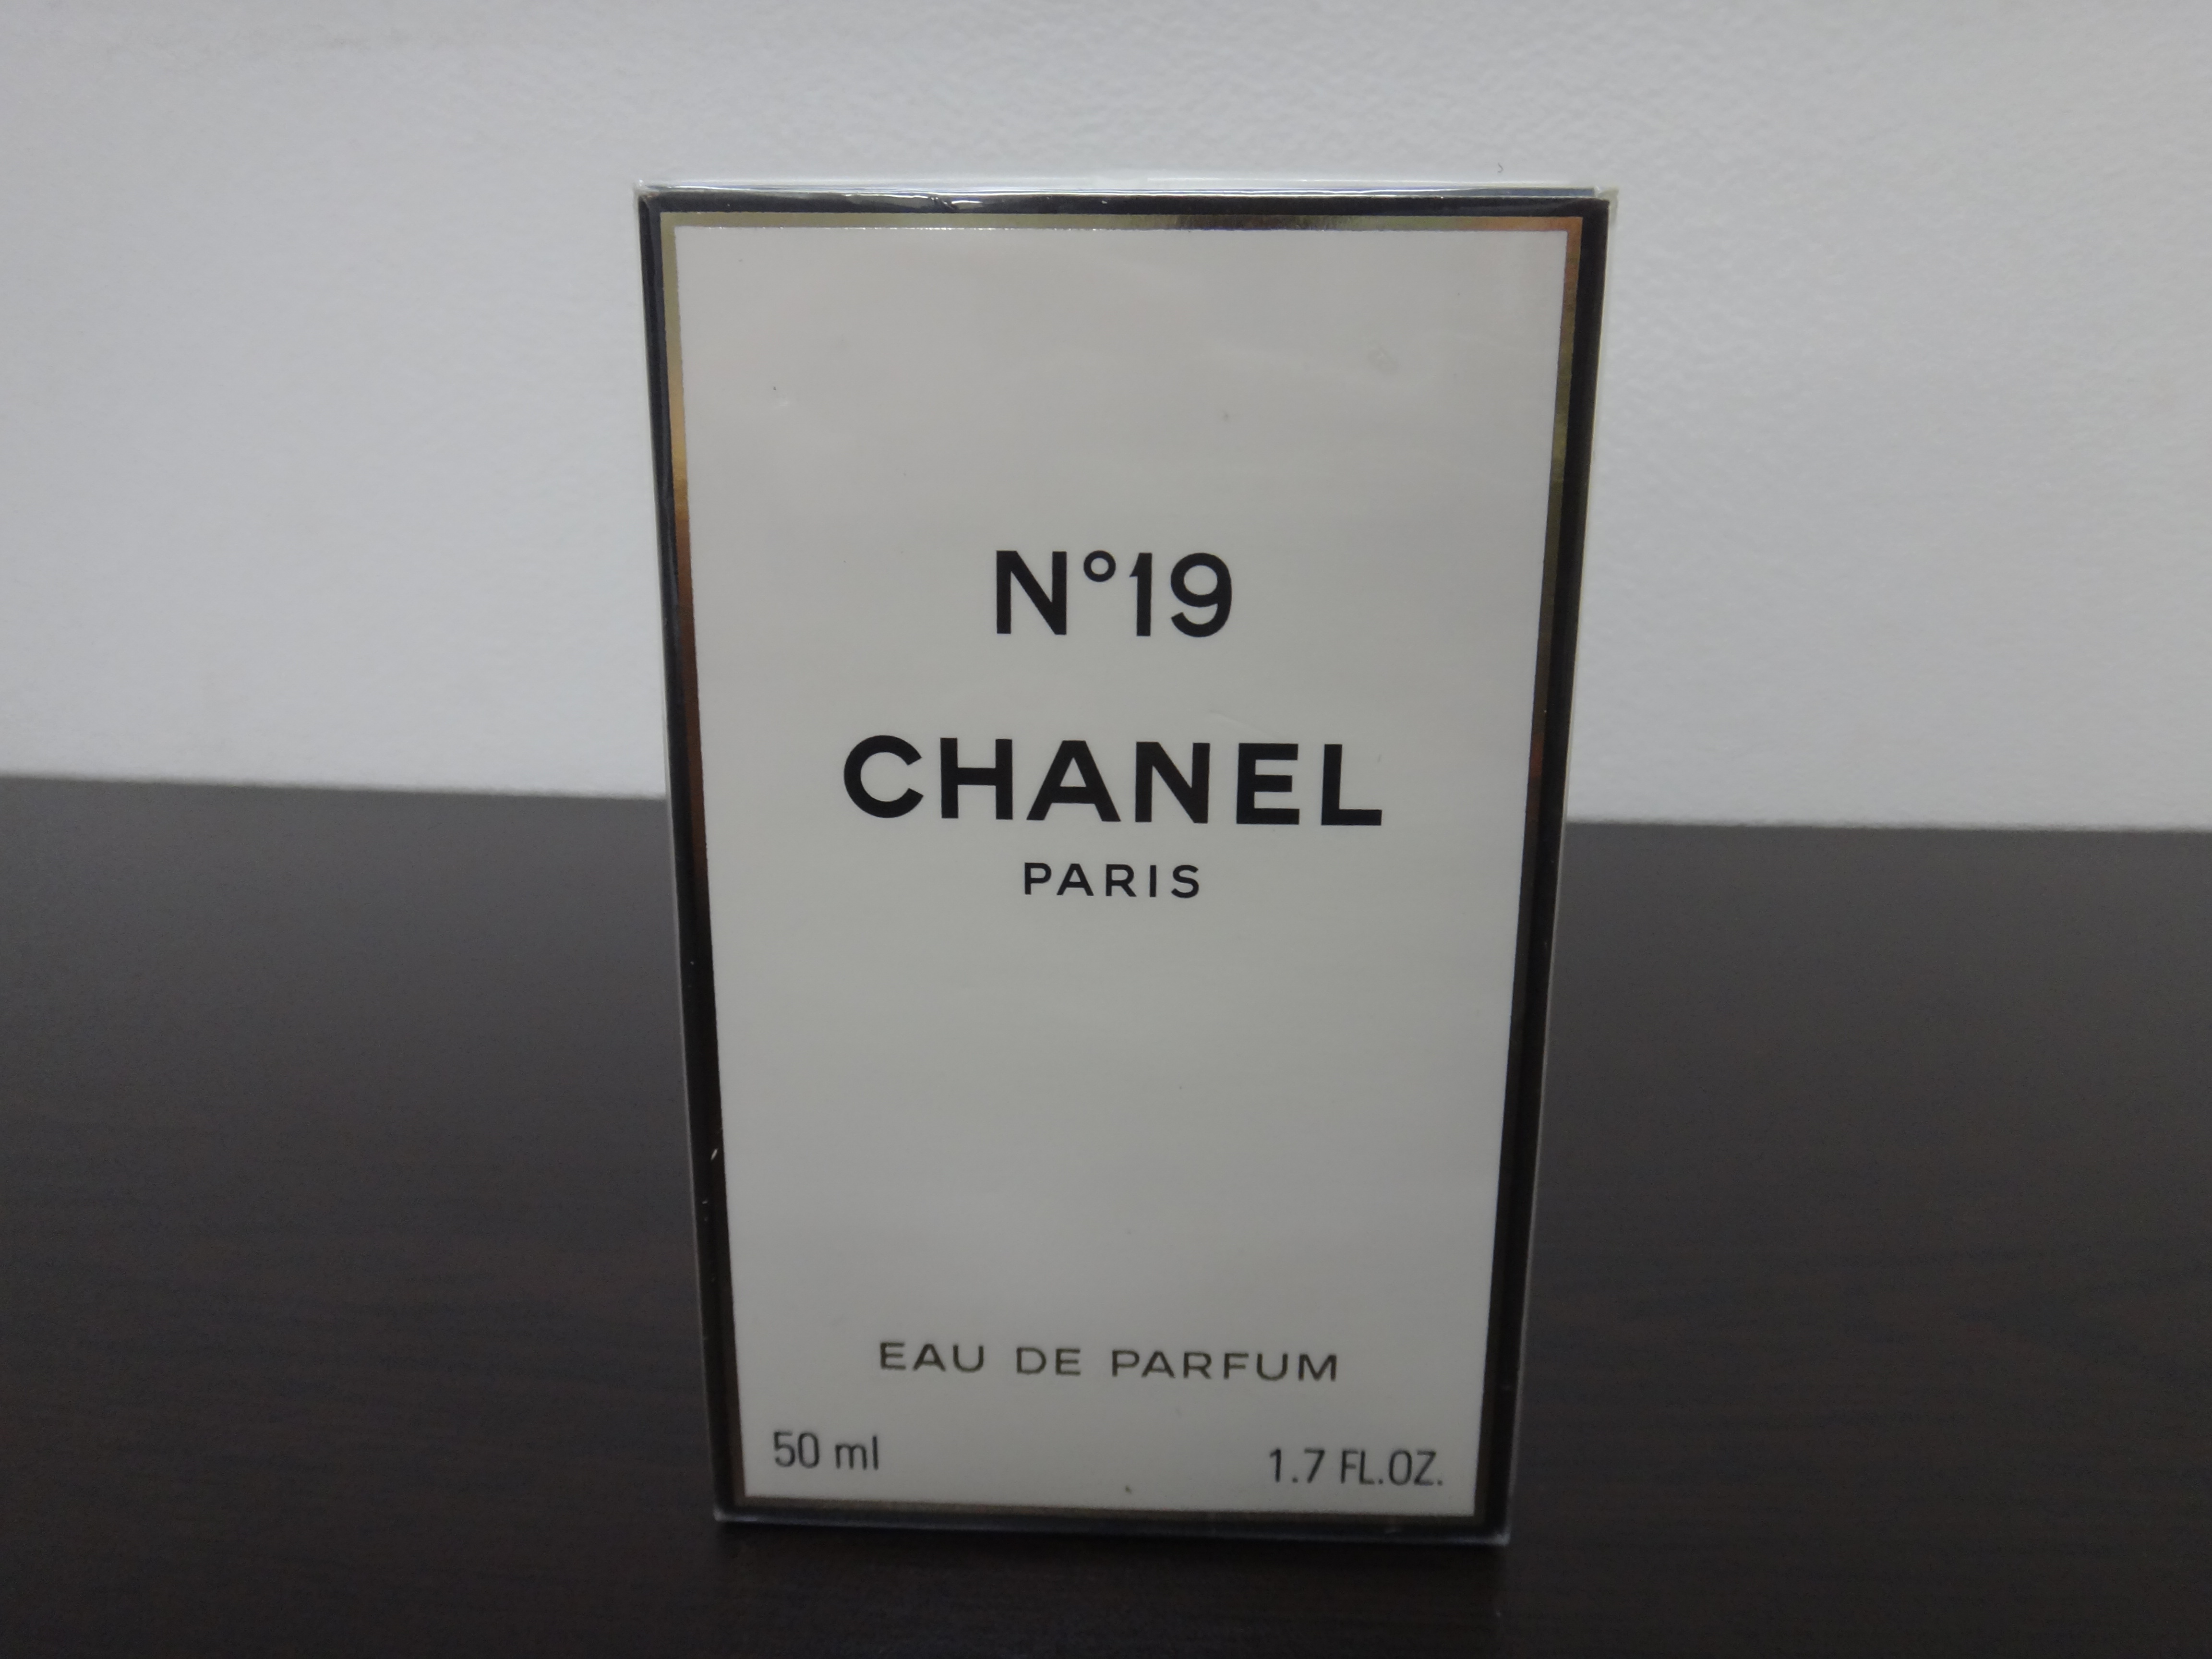 N°19
CHANEL
PARIS
EAU DE PARFUM
50 ml 1.7 FL.OZ.